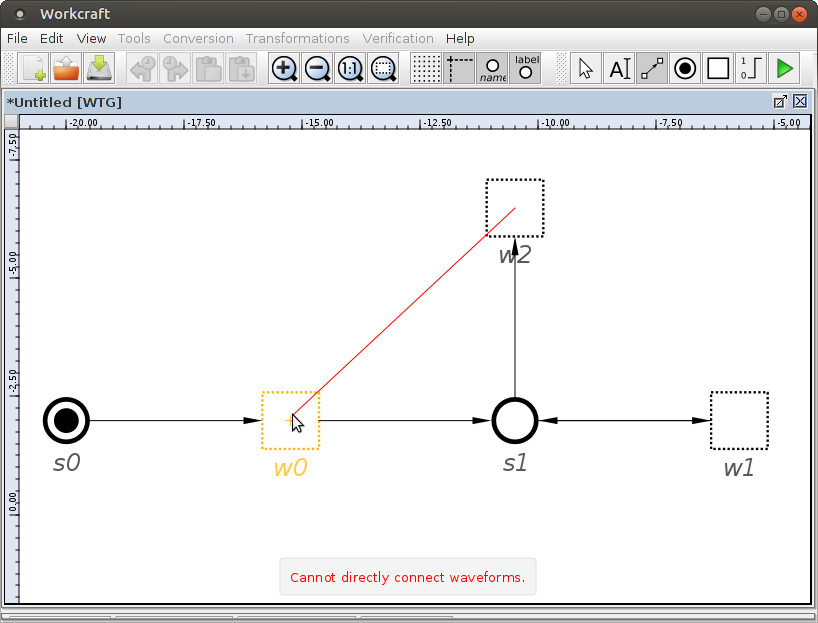 Workcraft
File Edit View Tools Conversion Transformations Verification Help
name label 1 0
*Untitled [WTG]
-20.00 -17.50 -15.00 -12.50 -10.00 -7.50 -5.00
-7.50
-5.00
-2.50
0.00
w2
s0
w0
s1
w1
Cannot directly connect waveforms.